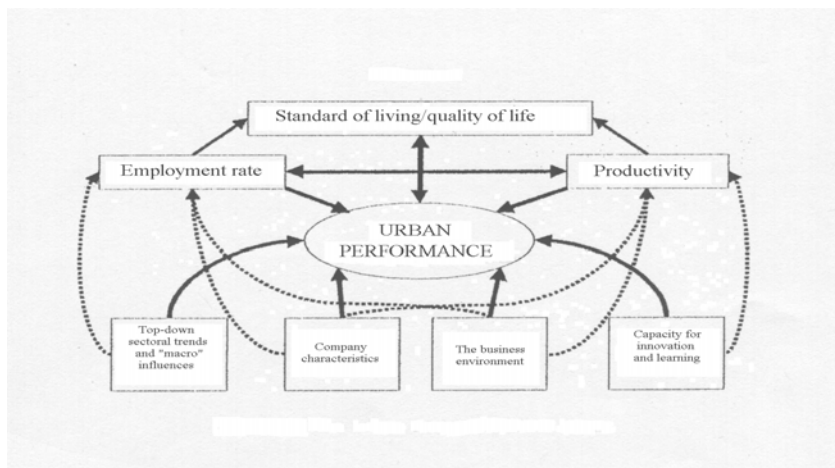 Standard of living/quality of life
Employment rate
Productivity
URBAN
PERFORMANCE
Top-down
sectoral trends
and "macro"
influences
Company
characteristics
The business
environment
Capacity for
innovation
and learning